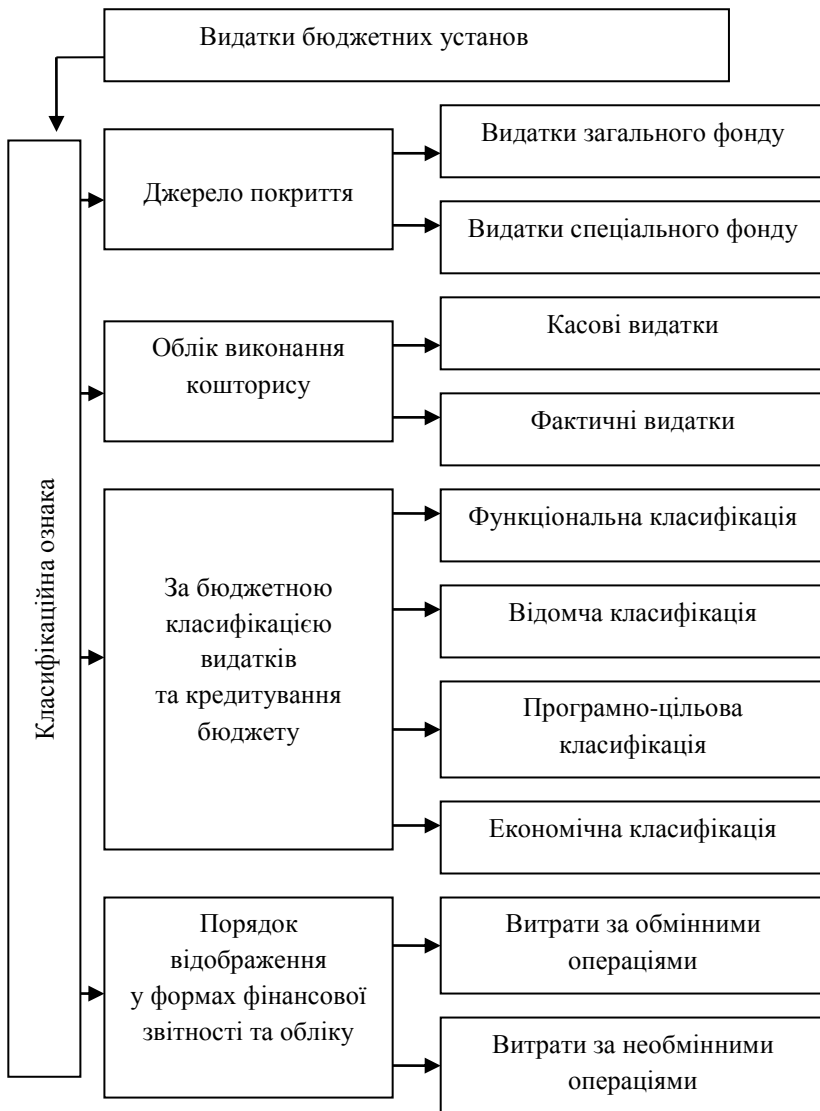 Видатки бюджетних установ
Класифікаційна ознака
Джерело покриття
Видатки загального фонду
Видатки спеціального фонду
Облік виконання
кошторису
Касові видатки
Фактичні видатки
За бюджетною
класифікацією
видатків
та кредитування
бюджету
Функціональна класифікація
Відомча класифікація
Програмно-цільова
класифікація
Економічна класифікація
Порядок
відображення
у формах фінансової
звітності та обліку
Витрати за обмінними
операціями
Витрати за необмінними
операціями